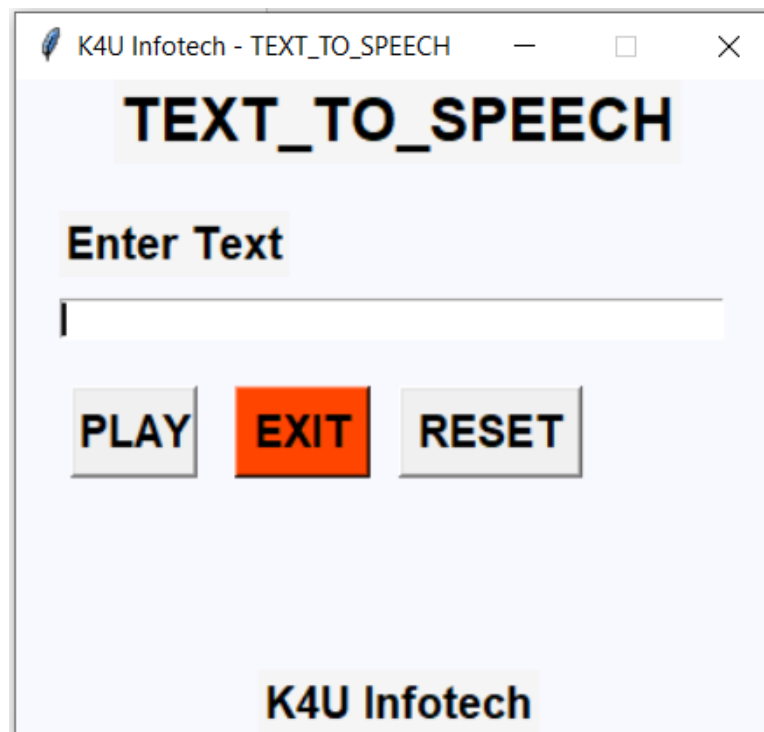 K4U Infotech - TEXT_TO_SPEECH
TEXT_TO_SPEECH
Enter Text
PLAY EXIT RESET
K4U Infotech